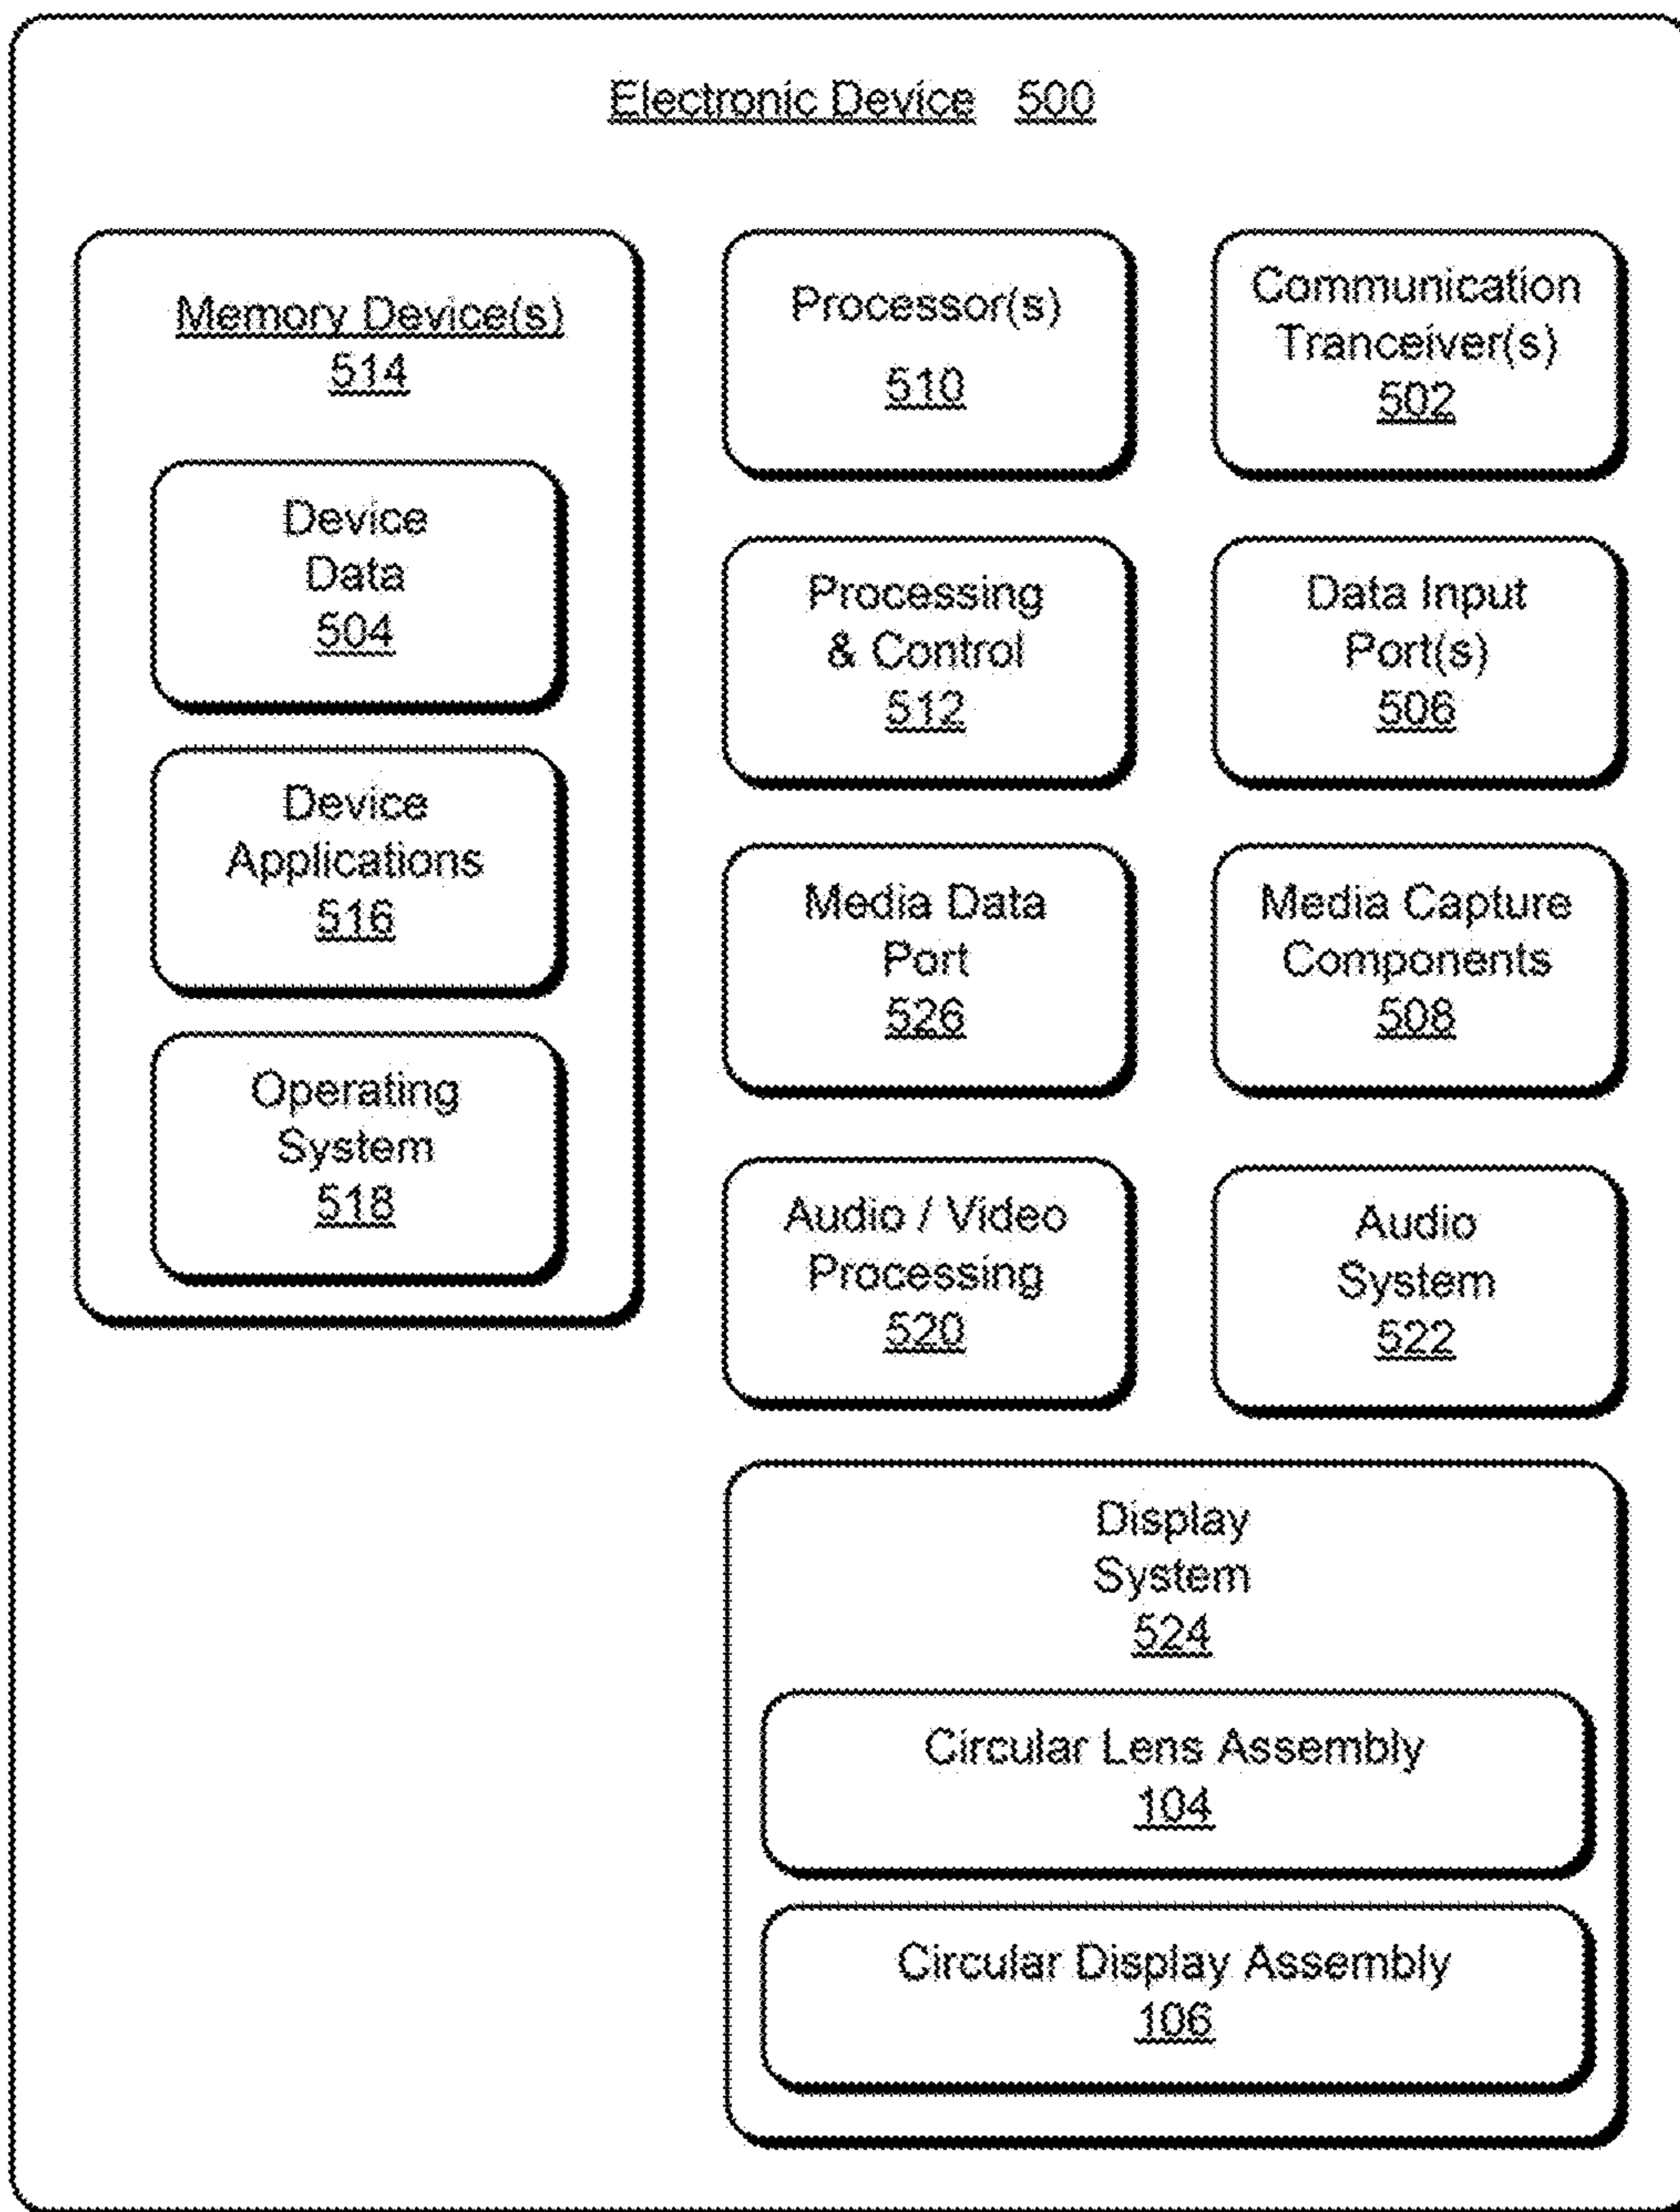 Electronic Device 500
Memory Device(s)
514
Device
Data
504
Device
Applications
516
Operating
System
518
Processor(s)
510
Communication
Tranceiver(s)
502
Processing
& Control
512
Data Input
Port(s)
506
Media Data
Port
526
Media Capture
Components
508
Audio / Video
Processing
520
Audio
System
522
Display
System
524
Circular Lens Assembly
104
Circular Display Assembly
106